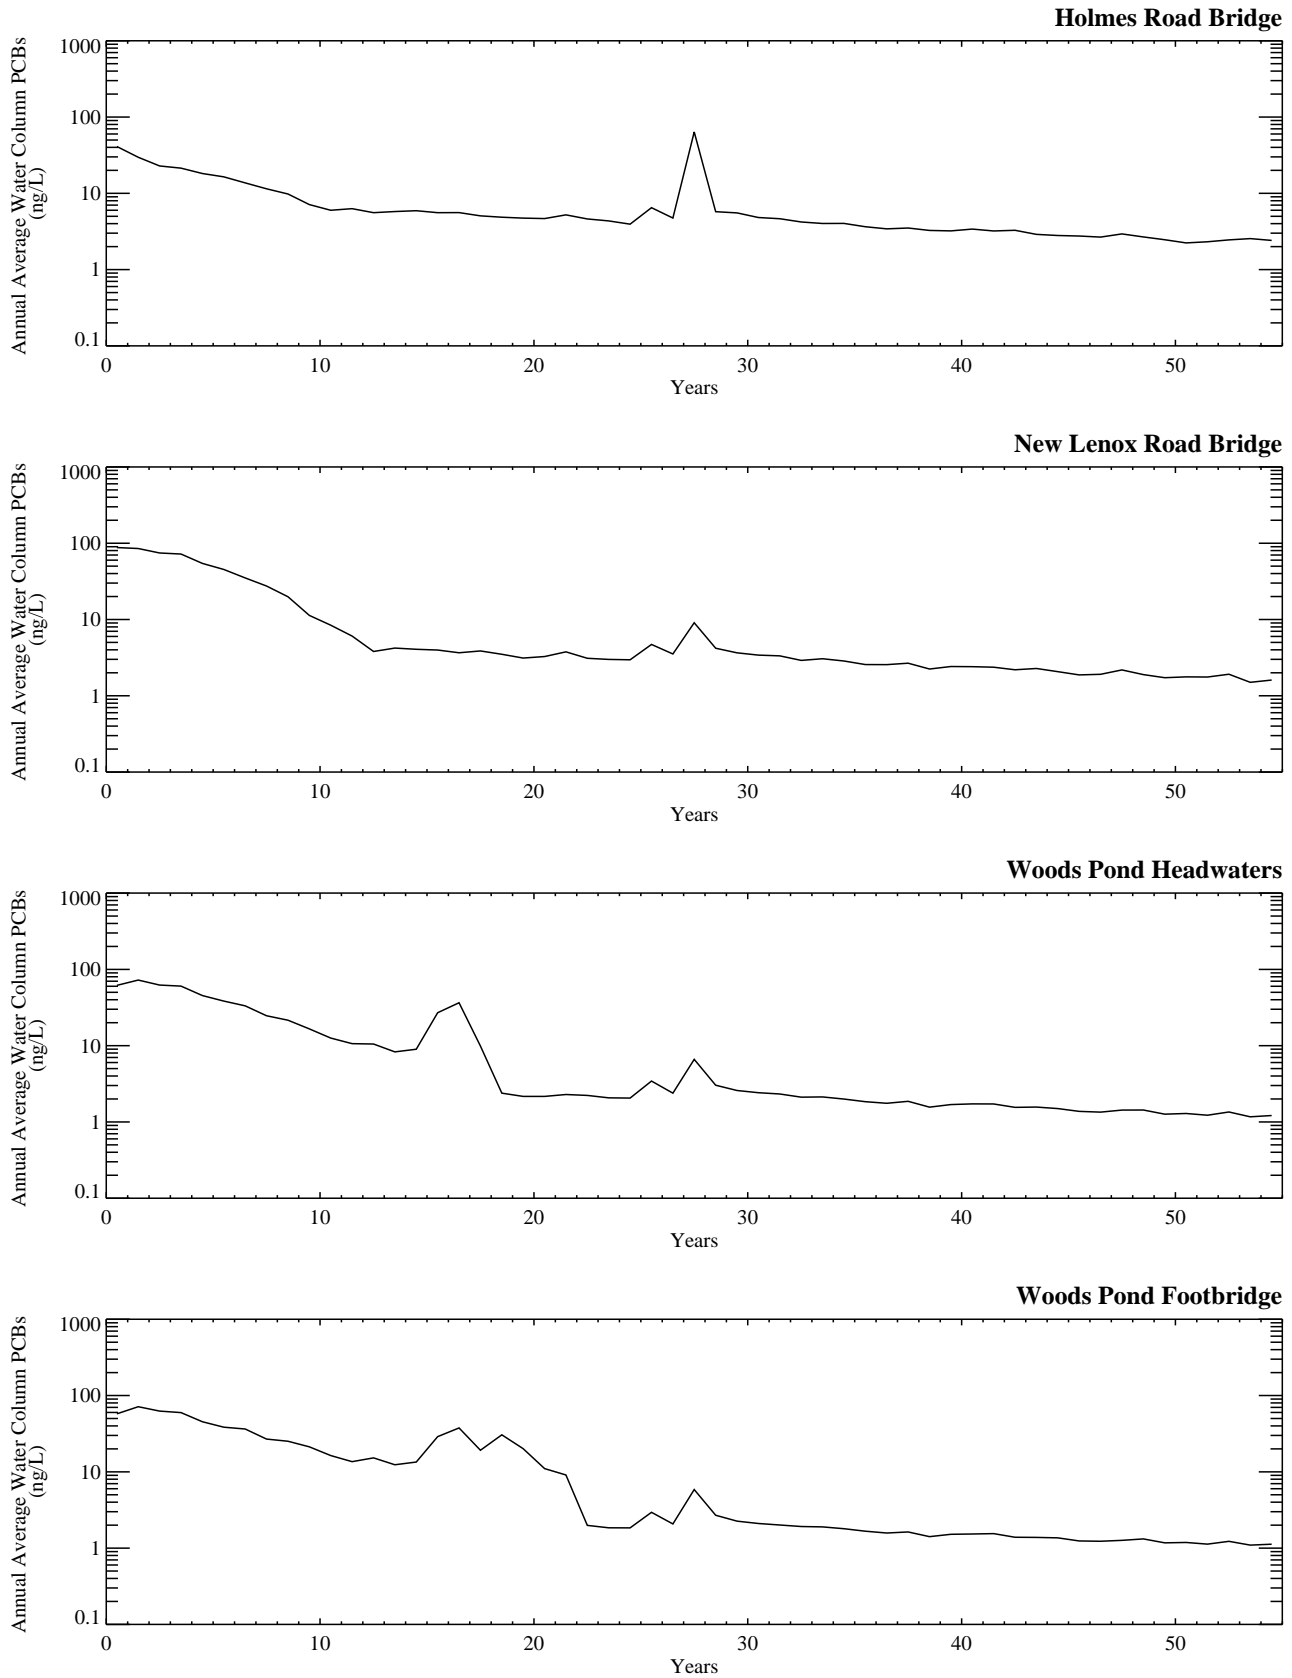 Holmes Road Bridge
Annual Average Water Column PCBs
(ng/L)
1000
100
10
1
0.1
0 10 20 30 40 50
Years
New Lenox Road Bridge
Annual Average Water Column PCBs
(ng/L)
1000
100
10
1
0.1
0 10 20 30 40 50
Years
Woods Pond Headwaters
Annual Average Water Column PCBs
(ng/L)
1000
100
10
1
0.1
0 10 20 30 40 50
Years
Woods Pond Footbridge
Annual Average Water Column PCBs
(ng/L)
1000
100
10
1
0.1
0 10 20 30 40 50
Years